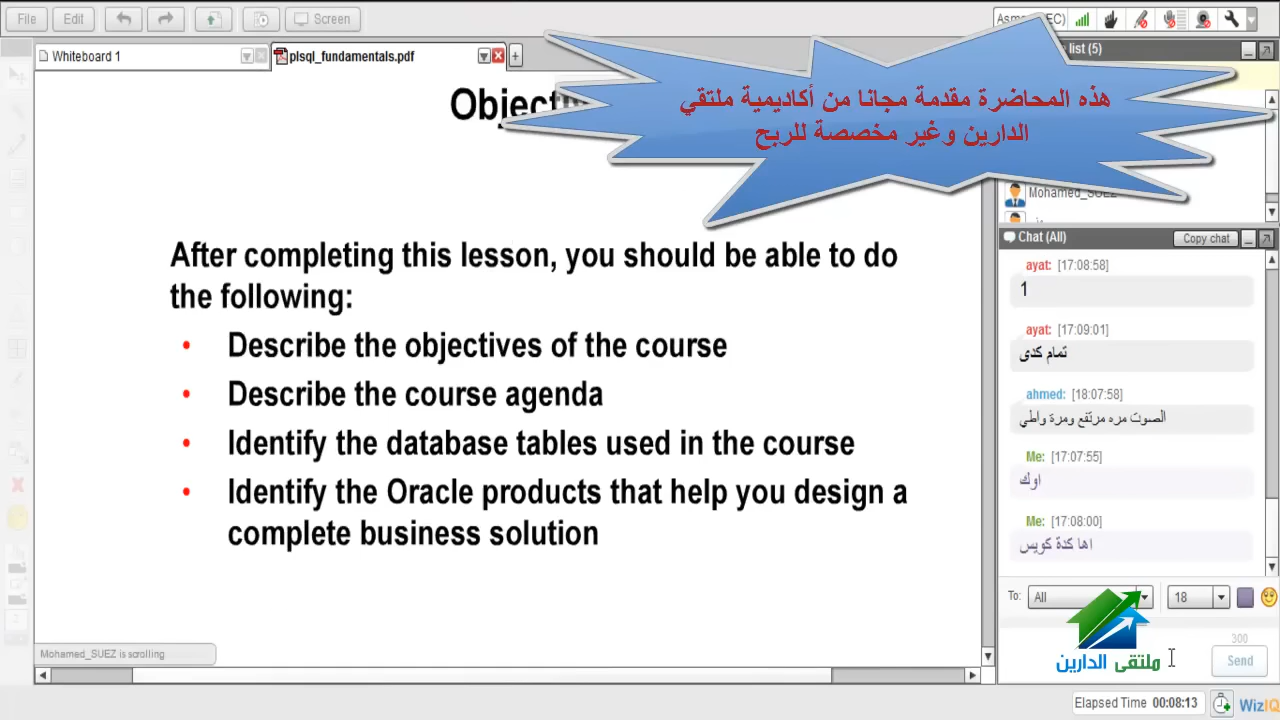 File
Edit
Screen
EC)
Whiteboard 1
plsql_fundamentals.pdf
list (5)
هذه المحاضرة مقدمة مجانا من أكاديمية ملتقي
الدارين وغير مخصصة للربح
After completing this lesson, you should be able to do
the following:
• Describe the objectives of the course
• Describe the course agenda
• Identify the database tables used in the course
• Identify the Oracle products that help you design a
complete business solution
Mohamed_SUEZ is scrolling
Mohamed_SUEZ
Chat (All)
Copy chat
ayat: [17:08:58]
1
ayat: [17:09:01]
تمام كدى
ahmed: [18:07:58]
الصوت مره مرتفع ومرة واطي
Me: [17:07:55]
اوك
Me: [17:08:00]
اها كدة كويس
To:
All
18
300
Send
ملتقى الدارين
Elapsed Time 00:08:13
WizIQ